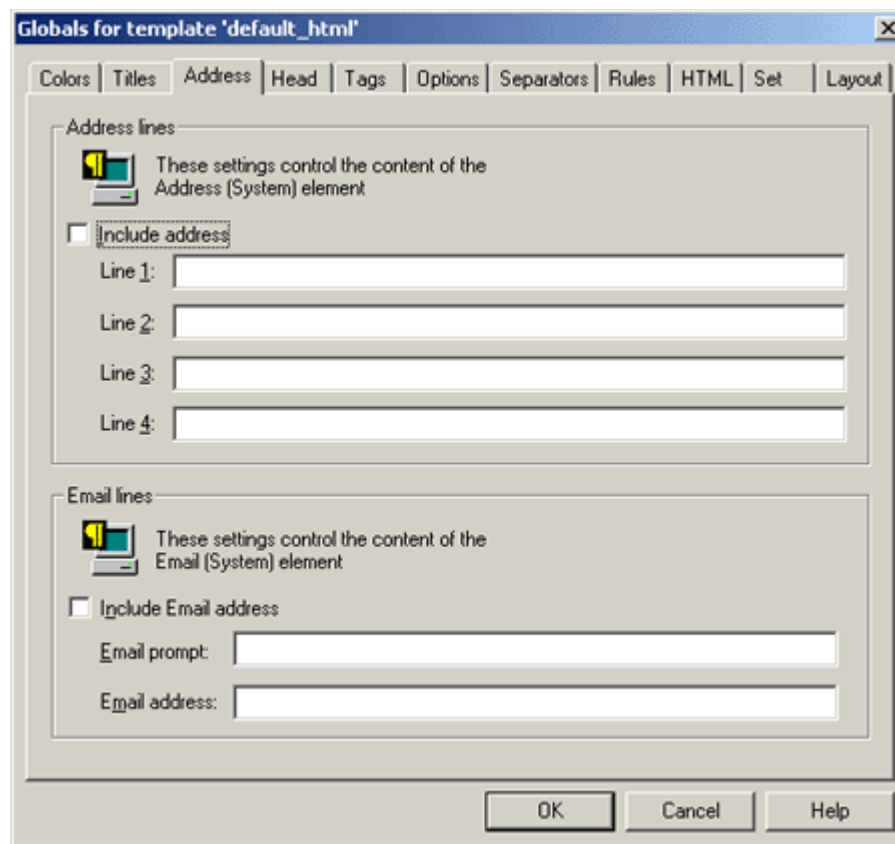 Globals for template 'default_html'
Colors Titles Address Head Tags Options Separators Rules HTML Set Layout
Address lines
These settings control the content of the
Address (System) element
Include address
Line 1:
Line 2:
Line 3:
Line 4:
Email lines
These settings control the content of the
Email (System) element
Include Email address
Email prompt:
Email address:
OK Cancel Help